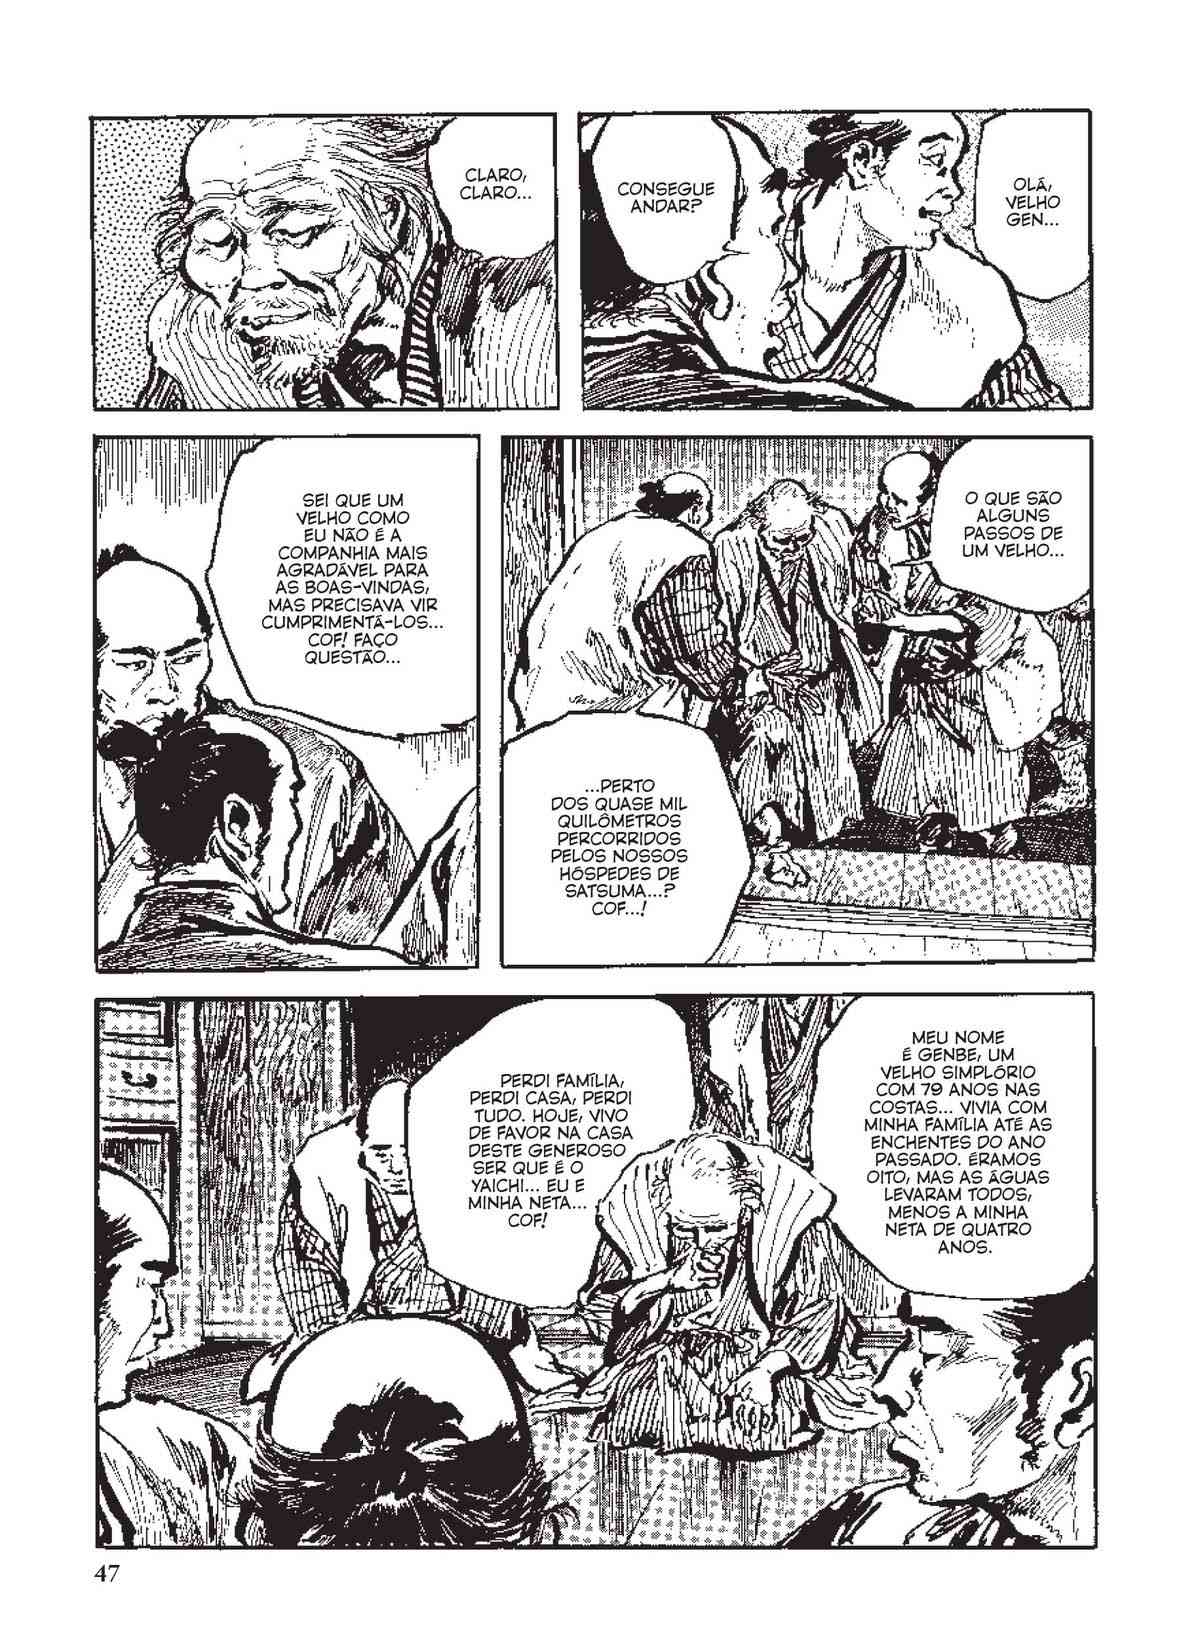 OLÁ,
VELHO
GEN...
CONSEGUE
ANDAR?
CLARO,
CLARO...
O QUE SÃO
ALGUNS
PASSOS DE
UM VELHO...
...PERTO
DOS QUASE MIL
QUILÔMETROS
PERCORRIDOS
PELOS NOSSOS
HÓSPEDES DE
SATSUMA...?
COF...!
SEI QUE UM
VELHO COMO
EU NÃO É A
COMPANHIA MAIS
AGRADÁVEL PARA
AS BOAS-VINDAS,
MAS PRECISAVA VIR
CUMPRIMENTÁ-LOS...
COF! FAÇO
QUESTÃO...
MEU NOME
É GENBE, UM
VELHO SIMPLÓRIO
COM 79 ANOS NAS
COSTAS... VIVIA COM
MINHA FAMÍLIA ATÉ AS
ENCHENTES DO ANO
PASSADO. ÉRAMOS
OITO, MAS AS ÁGUAS
LEVARAM TODOS,
MENOS A MINHA
NETA DE QUATRO
ANOS.
PERDI FAMÍLIA,
PERDI CASA, PERDI
TUDO. HOJE, VIVO
DE FAVOR NA CASA
DESTE GENEROSO
SER QUE É O
YAICHI... EU E
MINHA NETA...
COF!
47